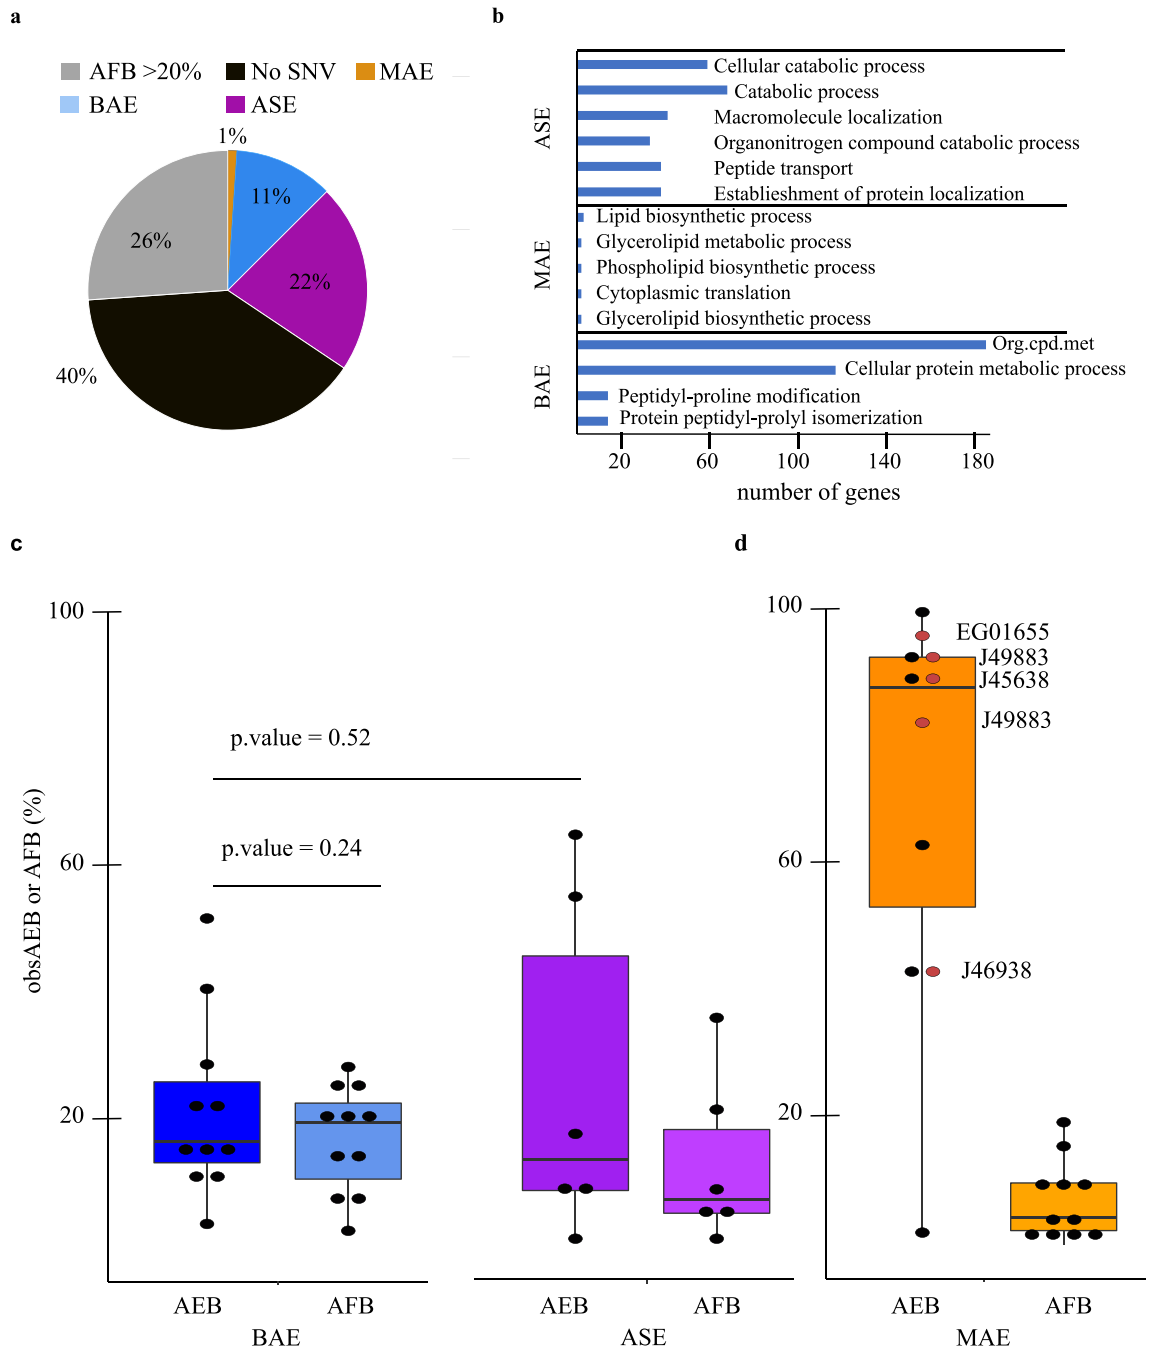 a
AFB >20%
No SNV
MAE
BAE
ASE
1%
11%
26%
22%
40%
b
ASE
Cellular catabolic process
Catabolic process
Macromolecule localization
Organonitrogen compound catabolic process
Peptide transport
Establieshment of protein localization
MAE
Lipid biosynthetic process
Glycerolipid metabolic process
Phospholipid biosynthetic process
Cytoplasmic translation
Glycerolipid biosynthetic process
BAE
Org.cpd.met
Cellular protein metabolic process
Peptidyl-proline modification
Protein peptidyl-prolyl isomerization
20 60 100 140 180
number of genes
c
obsAEB or AFB (%)
100
60
20
p.value = 0.52
p.value = 0.24
AEB AFB
BAE
AEB AFB
ASE
d
100
60
20
EG01655
J49883
J45638
J49883
J46938
AEB AFB
MAE